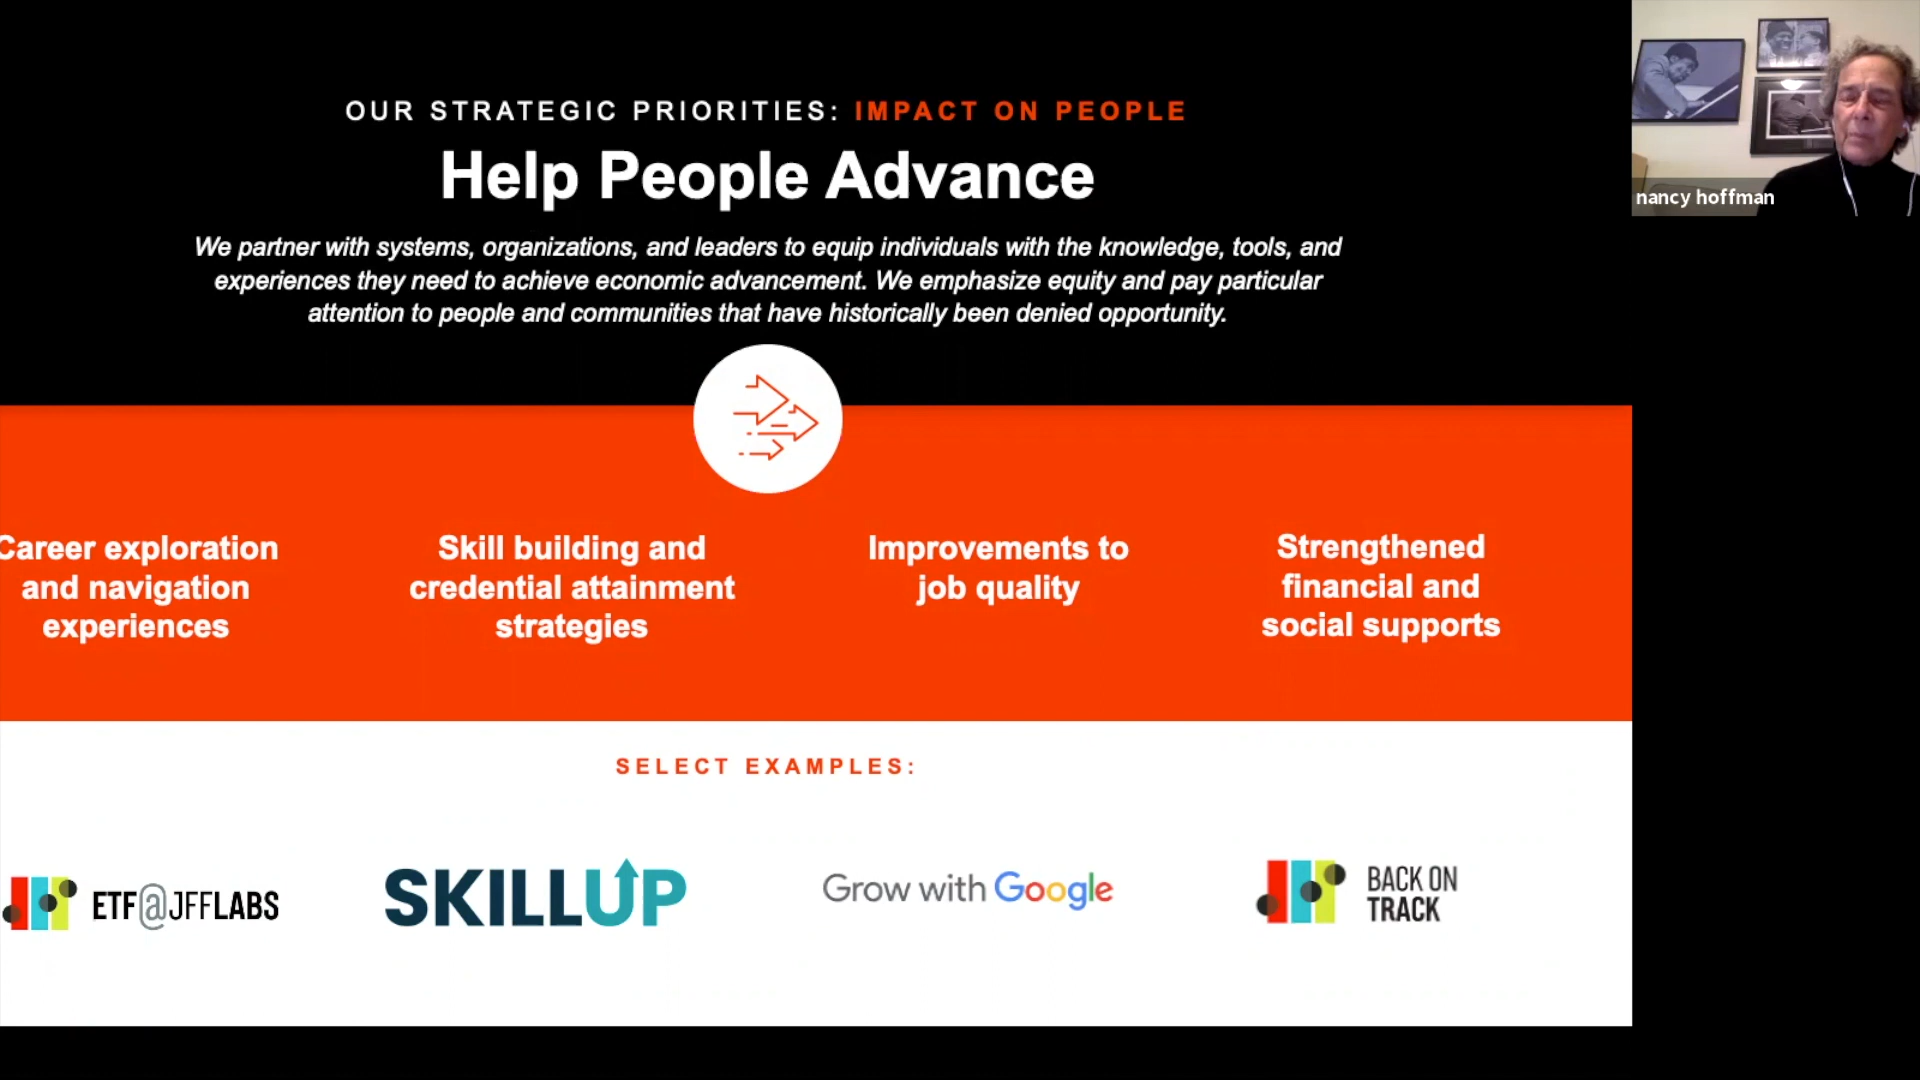 OUR STRATEGIC PRIORITIES: IMPACT ON PEOPLE
Help People Advance
We partner with systems, organizations, and leaders to equip individuals with the knowledge, tools, and
experiences they need to achieve economic advancement. We emphasize equity and pay particular
attention to people and communities that have historically been denied opportunity.
nancy hoffman
Career exploration
and navigation
experiences
Skill building and
credential attainment
strategies
Improvements to
job quality
Strengthened
financial and
social supports
SELECT EXAMPLES:
ETF@JFFLABS
SKILLUP
Grow with Google
BACK ON
TRACK